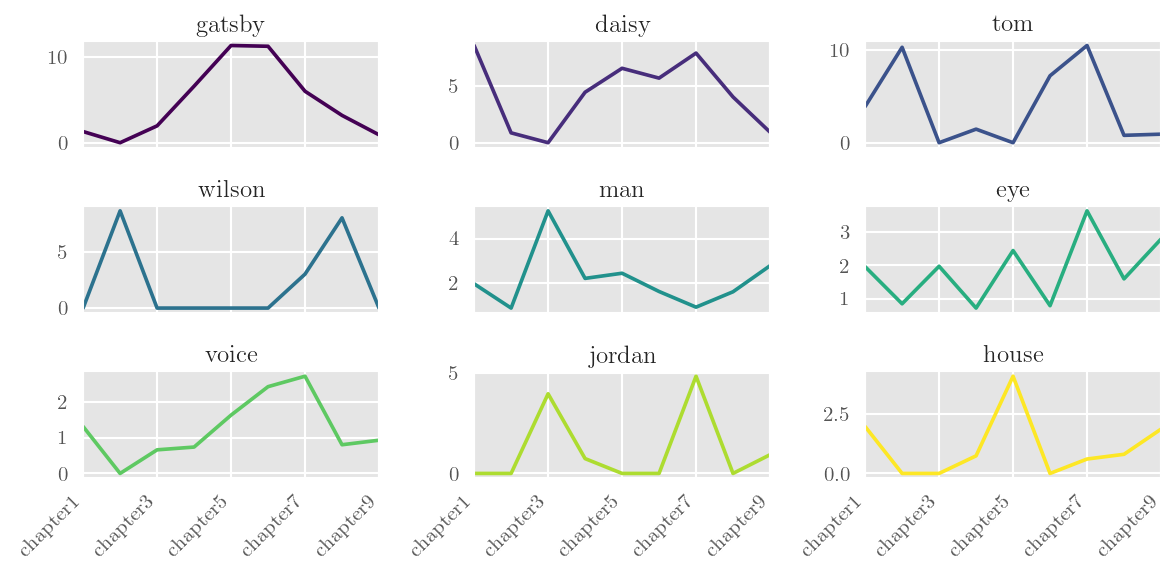 gatsby daisy tom
10 10
5
0 0 0
wilson man eye
5 4 3
2 2
0 1
voice jordan house
5
2 2.5
1
0 0 0.0
chapter1 chapter3 chapter5 chapter7 chapter9 chapter1 chapter3 chapter5 chapter7 chapter9 chapter1 chapter3 chapter5 chapter7 chapter9